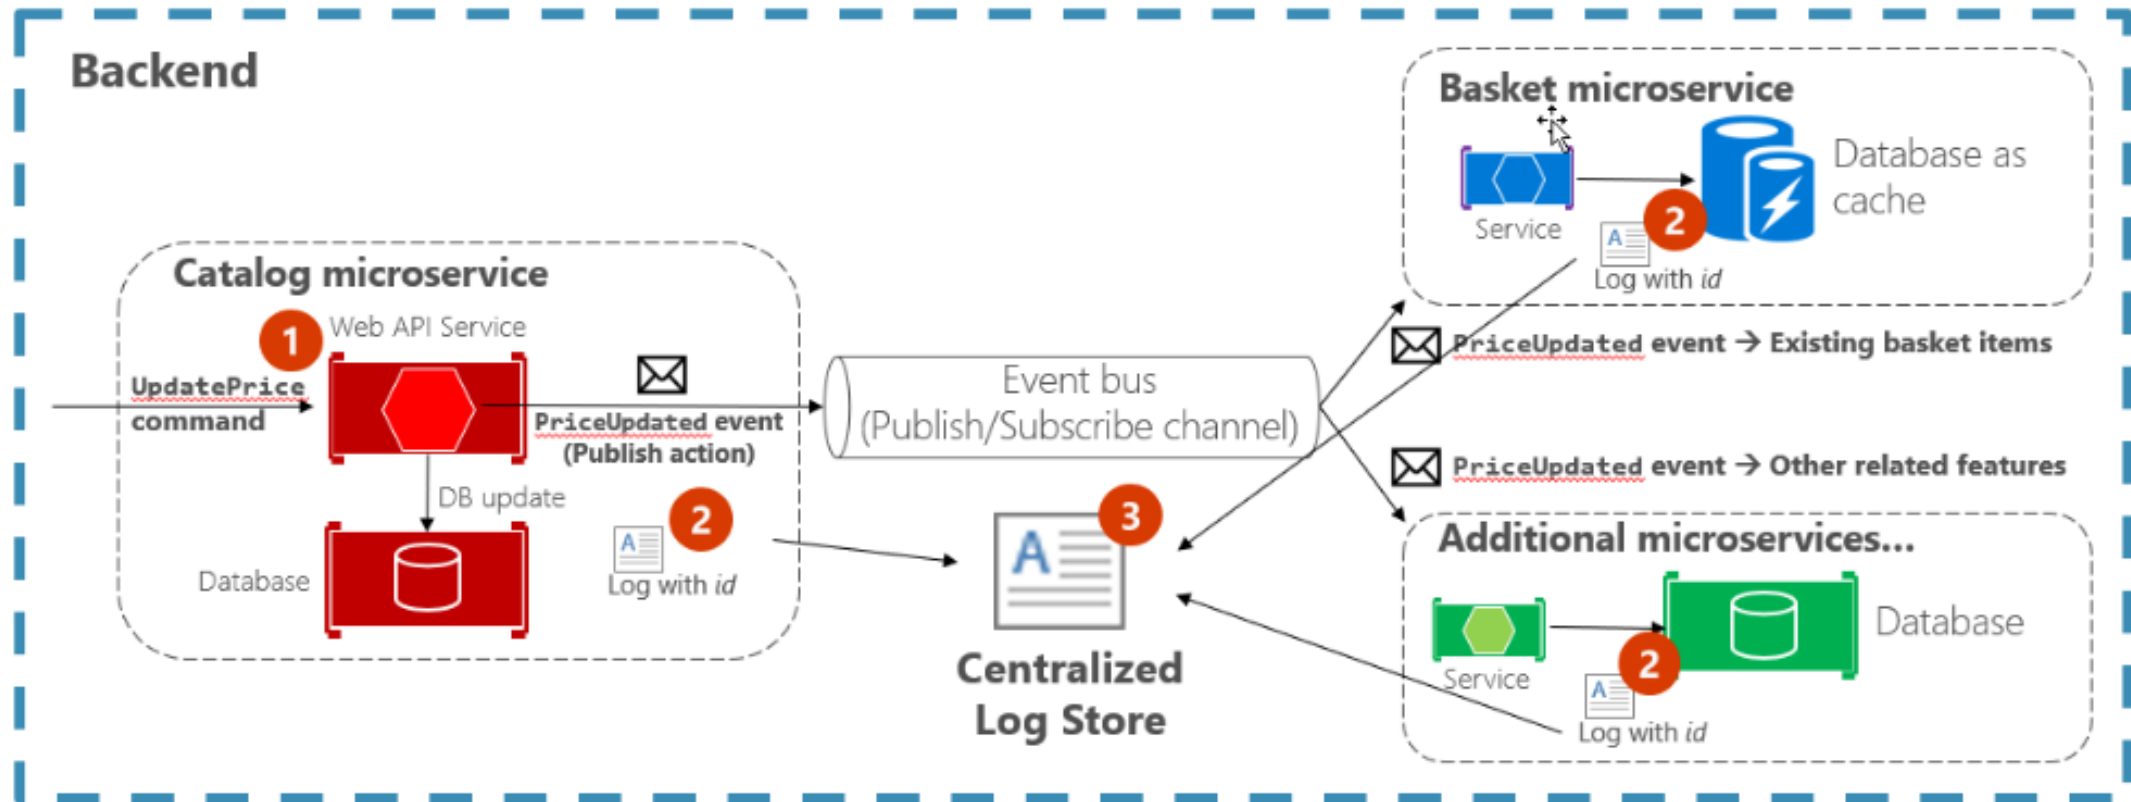 Backend
Catalog microservice
1
Web API Service
UpdatePrice
command
PriceUpdated event
(Publish action)
DB update
Database
2
A
Log with id
Event bus
(Publish/Subscribe channel)
3
A
Centralized
Log Store
Basket microservice
Service
Database as
cache
2
A
Log with id
PriceUpdated event → Existing basket items
PriceUpdated event → Other related features
Additional microservices...
Service
Database
2
A
Log with id